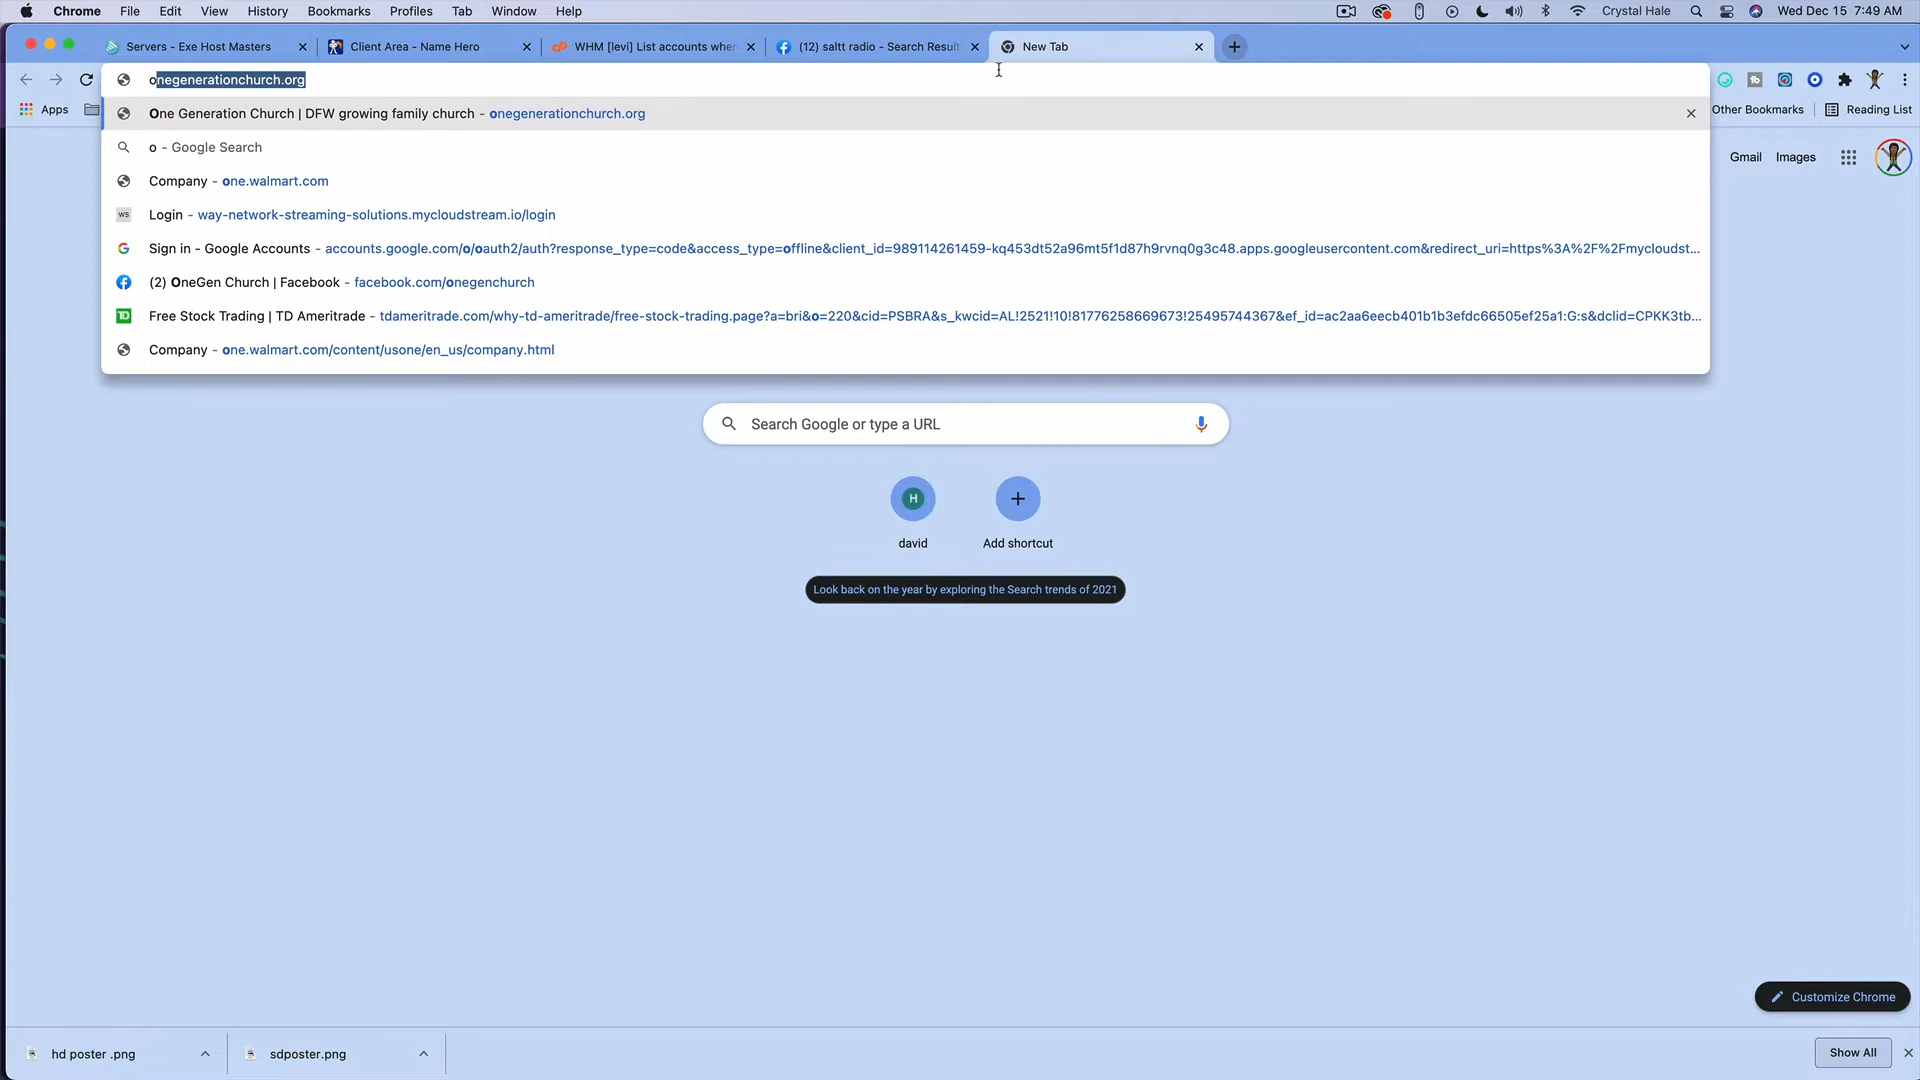 Chrome File Edit View History Bookmarks Profiles Tab Window Help Crystal Hale Wed Dec 15 7:49 AM
Servers - Exe Host Masters Client Area - Name Hero WHM [levi] List accounts when (12) saltt radio - Search Result New Tab
onegenerationchurch.org
Apps Other Bookmarks Reading List
One Generation Church | DFW growing family church - onegenerationchurch.org
o - Google Search
Company - one.walmart.com
Gmail Images
WS Login - way-network-streaming-solutions.mycloudstream.io/login
Sign in - Google Accounts - accounts.google.com/o/oauth2/auth?response_type=code&access_type=offline&client_id=989114261459-kq453dt52a96mt5f1d87h9rvnq0g3c48.apps.googleusercontent.com&redirect_uri=https%3A%2F%2Fmycloudst...
(2) OneGen Church | Facebook - facebook.com/onegenchurch
TD Free Stock Trading | TD Ameritrade - tdameritrade.com/why-td-ameritrade/free-stock-trading.page?a=bri&o=220&cid=PSBRA&s_kwcid=AL!2521!10!81776258669673!25495744367&ef_id=ac2aa6eecb401b1b3efdc66505ef25a1:G:s&dclid=CPKK3tb...
Company - one.walmart.com/content/usone/en_us/company.html
Search Google or type a URL
H
david Add shortcut
Look back on the year by exploring the Search trends of 2021
Customize Chrome
hd poster .png sdposter.png Show All